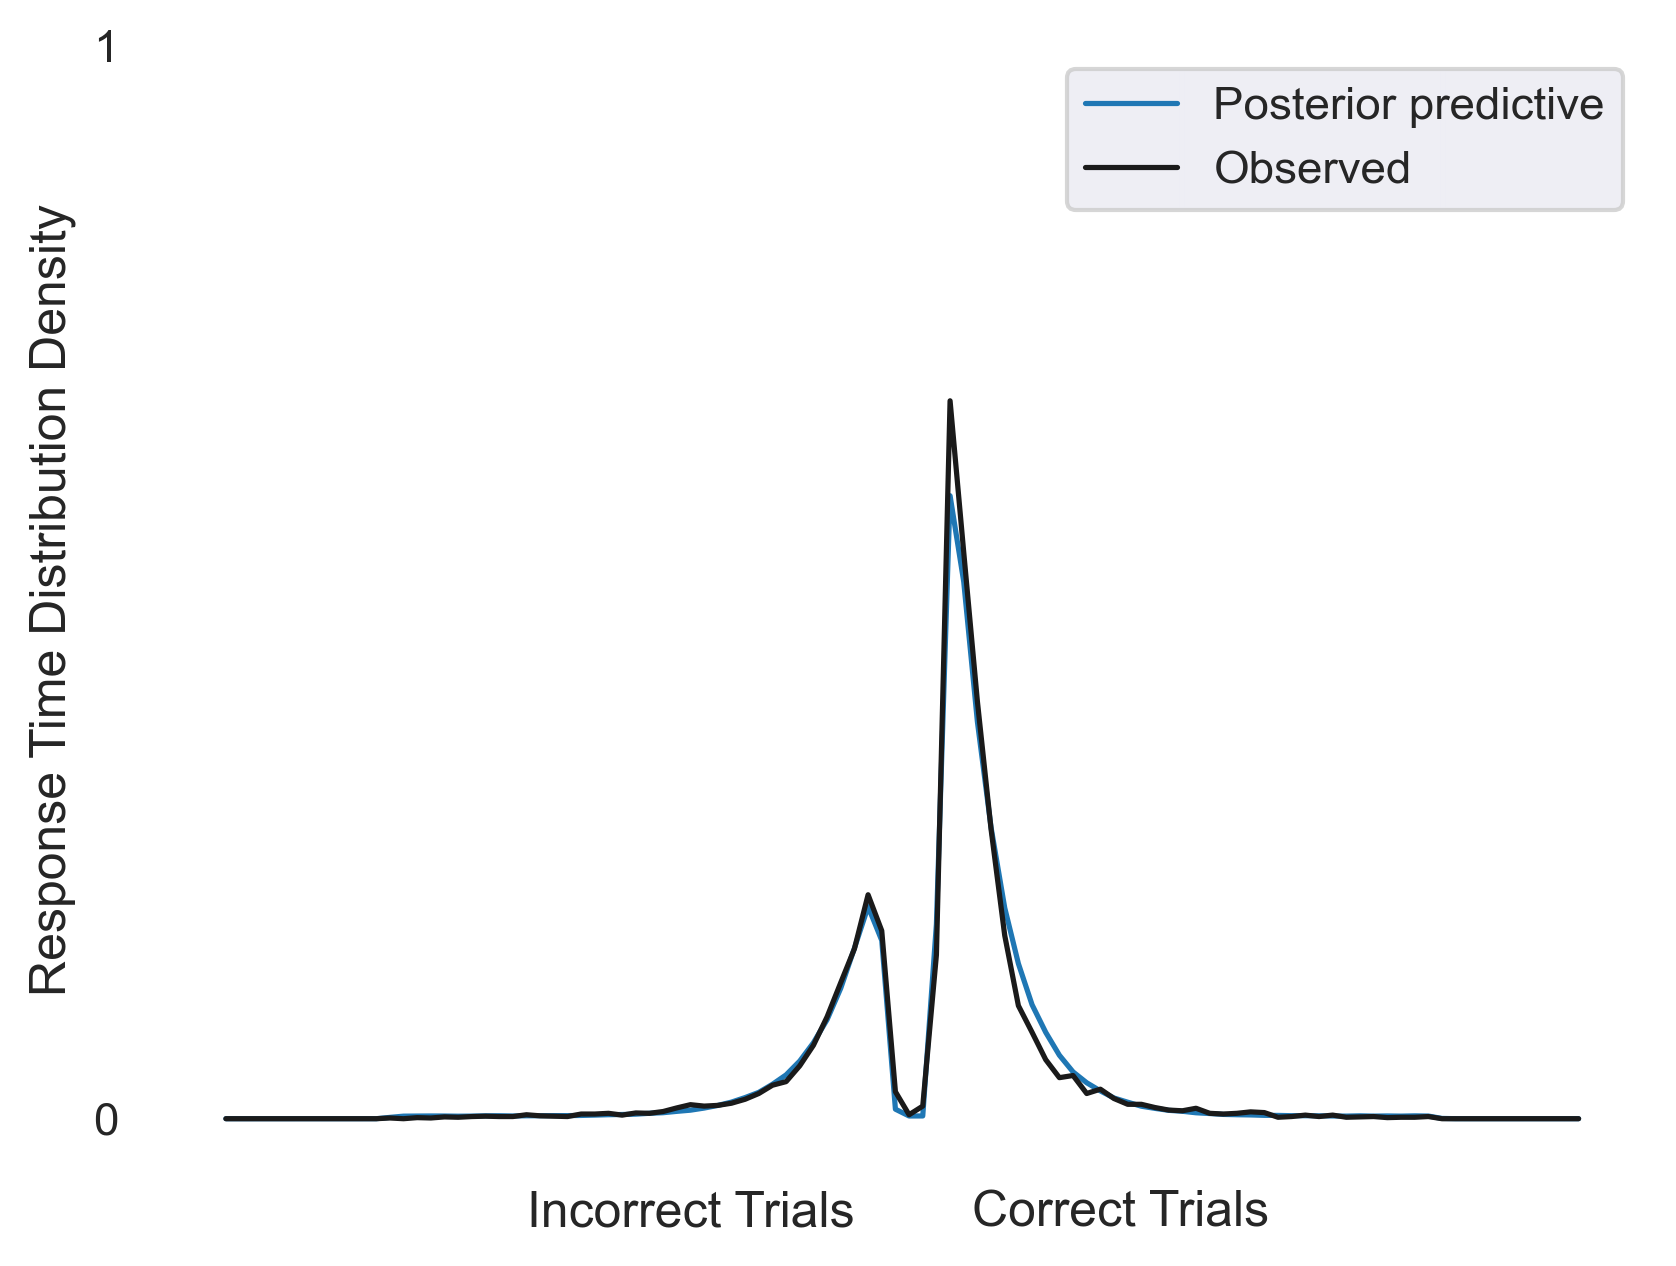 1
Posterior predictive
Observed
Response Time Distribution Density
0
Incorrect Trials
Correct Trials